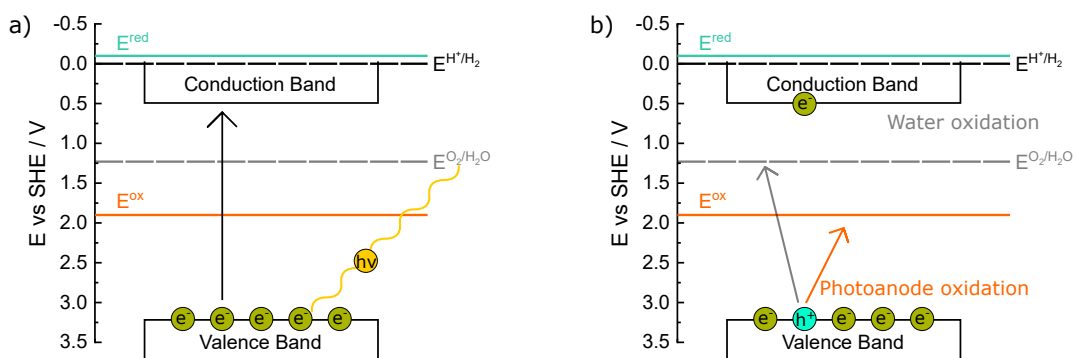 a)
E vs SHE / V
-0.5
0.0
0.5
1.0
1.5
2.0
2.5
3.0
3.5
E^red
E^H⁺/H₂
Conduction Band
E^O₂/H₂O
E^ox
hν
e⁻ e⁻ e⁻ e⁻ e⁻
Valence Band
b)
E vs SHE / V
-0.5
0.0
0.5
1.0
1.5
2.0
2.5
3.0
3.5
E^red
E^H⁺/H₂
Conduction Band
e⁻
Water oxidation
E^O₂/H₂O
E^ox
Photoanode oxidation
e⁻ h⁺ e⁻ e⁻ e⁻
Valence Band